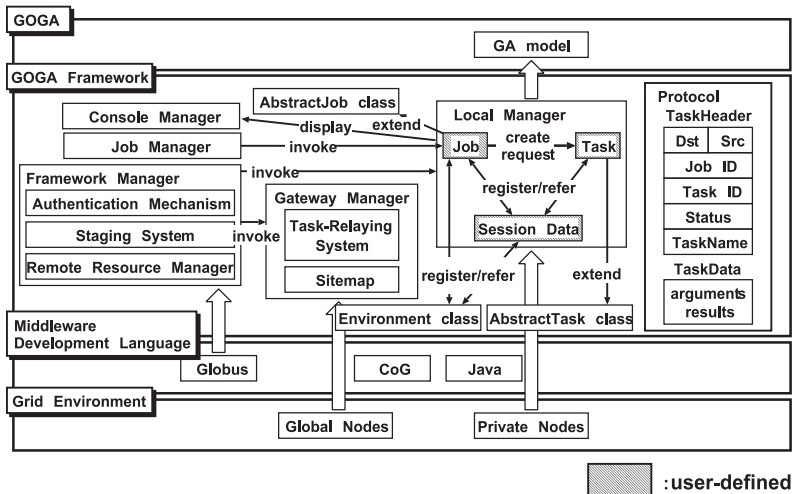 GOGA
GA model
GOGA Framework
Console Manager
AbstractJob class
display
extend
Job Manager
invoke
Local Manager
Job
create
request
Task
register/refer
Session Data
Framework Manager
invoke
Authentication Mechanism
Staging System
Remote Resource Manager
invoke
Gateway Manager
Task-Relaying
System
Sitemap
register/refer
extend
Environment class
AbstractTask class
Protocol
TaskHeader
Dst Src
Job ID
Task ID
Status
TaskName
TaskData
arguments
results
Middleware
Development Language
Globus
CoG
Java
Grid Environment
Global Nodes
Private Nodes
:user-defined